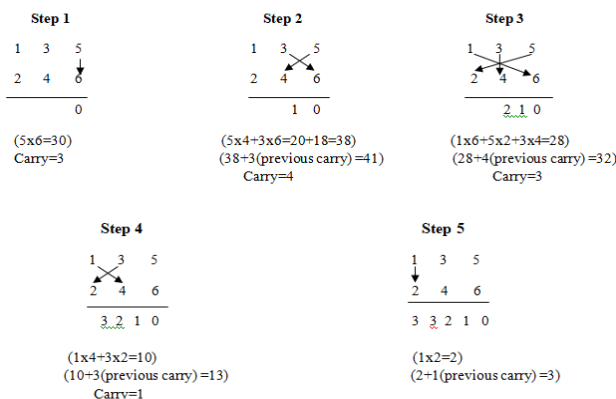 Step 1
1 3 5
2 4 6
0
(5x6=30)
Carry=3
Step 2
1 3 5
2 4 6
1 0
(5x4+3x6=20+18=38)
(38+3(previous carry) =41)
Carry=4
Step 3
1 3 5
2 4 6
2 1 0
(1x6+5x2+3x4=28)
(28+4(previous carry) =32)
Carry=3
Step 4
1 3 5
2 4 6
3 2 1 0
(1x4+3x2=10)
(10+3(previous carry) =13)
Carry=1
Step 5
1 3 5
2 4 6
3 3 2 1 0
(1x2=2)
(2+1(previous carry) =3)